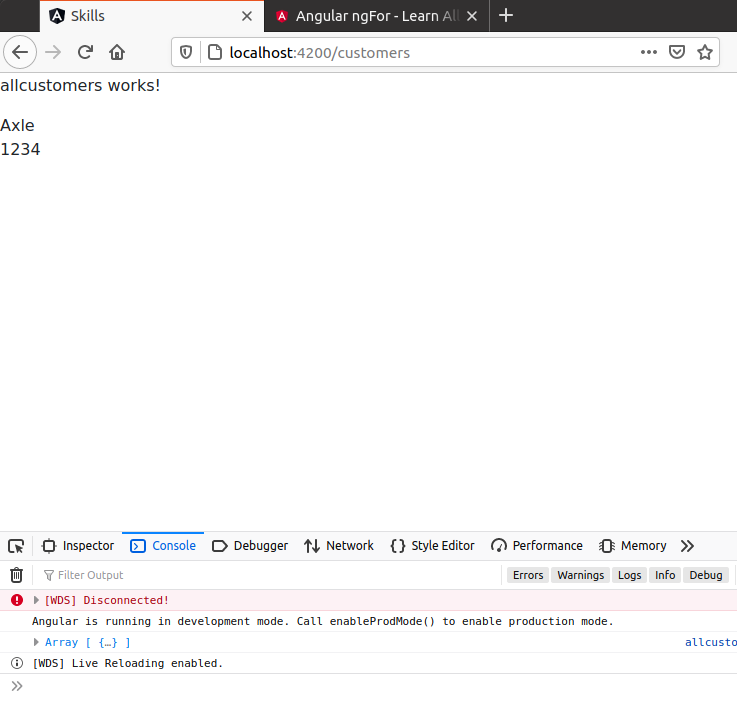 Skills
Angular ngFor - Learn All
localhost:4200/customers
allcustomers works!
Axle
1234
Inspector Console Debugger Network Style Editor Performance Memory
Filter Output Errors Warnings Logs Info Debug
[WDS] Disconnected!
Angular is running in development mode. Call enableProdMode() to enable production mode.
Array [ {…} ] allcusto
[WDS] Live Reloading enabled.